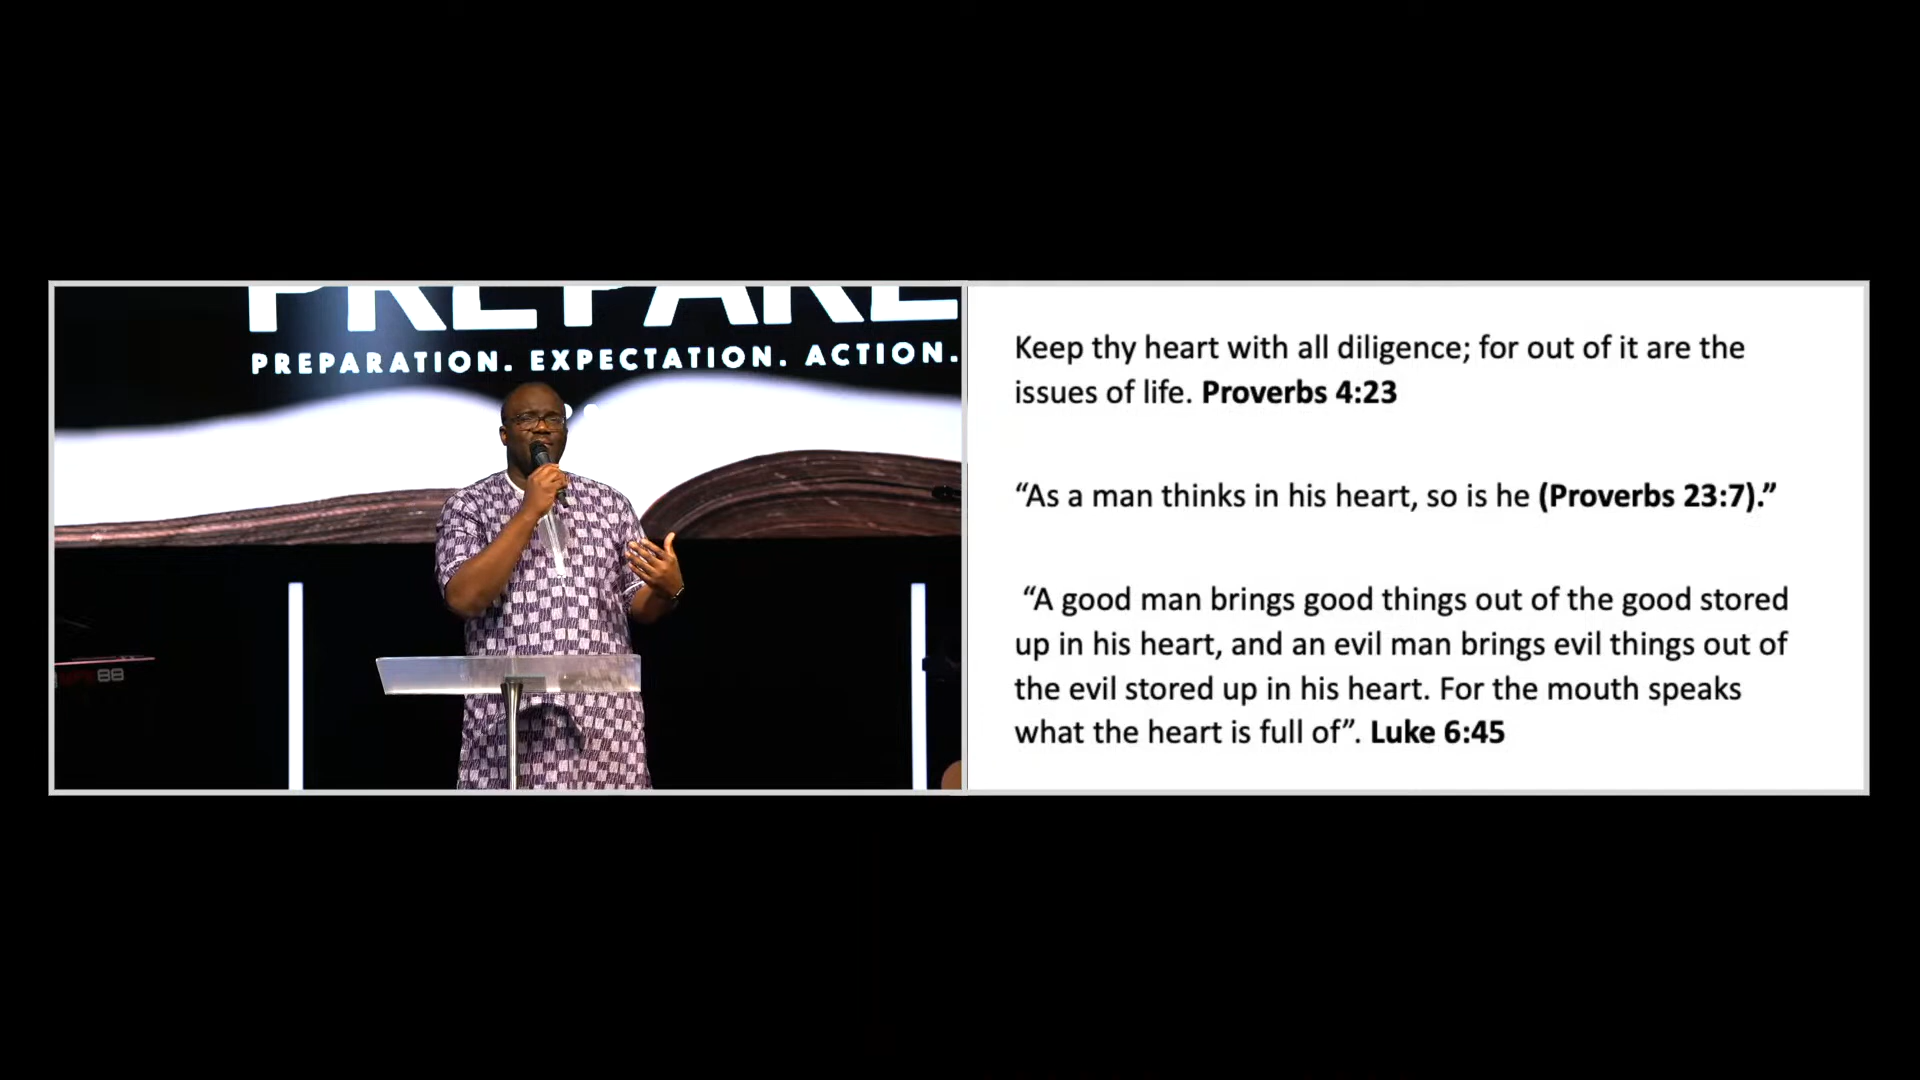 PREPARE
PREPARATION. EXPECTATION. ACTION.
88
Keep thy heart with all diligence; for out of it are the
issues of life. Proverbs 4:23
“As a man thinks in his heart, so is he (Proverbs 23:7).”
“A good man brings good things out of the good stored
up in his heart, and an evil man brings evil things out of
the evil stored up in his heart. For the mouth speaks
what the heart is full of”. Luke 6:45